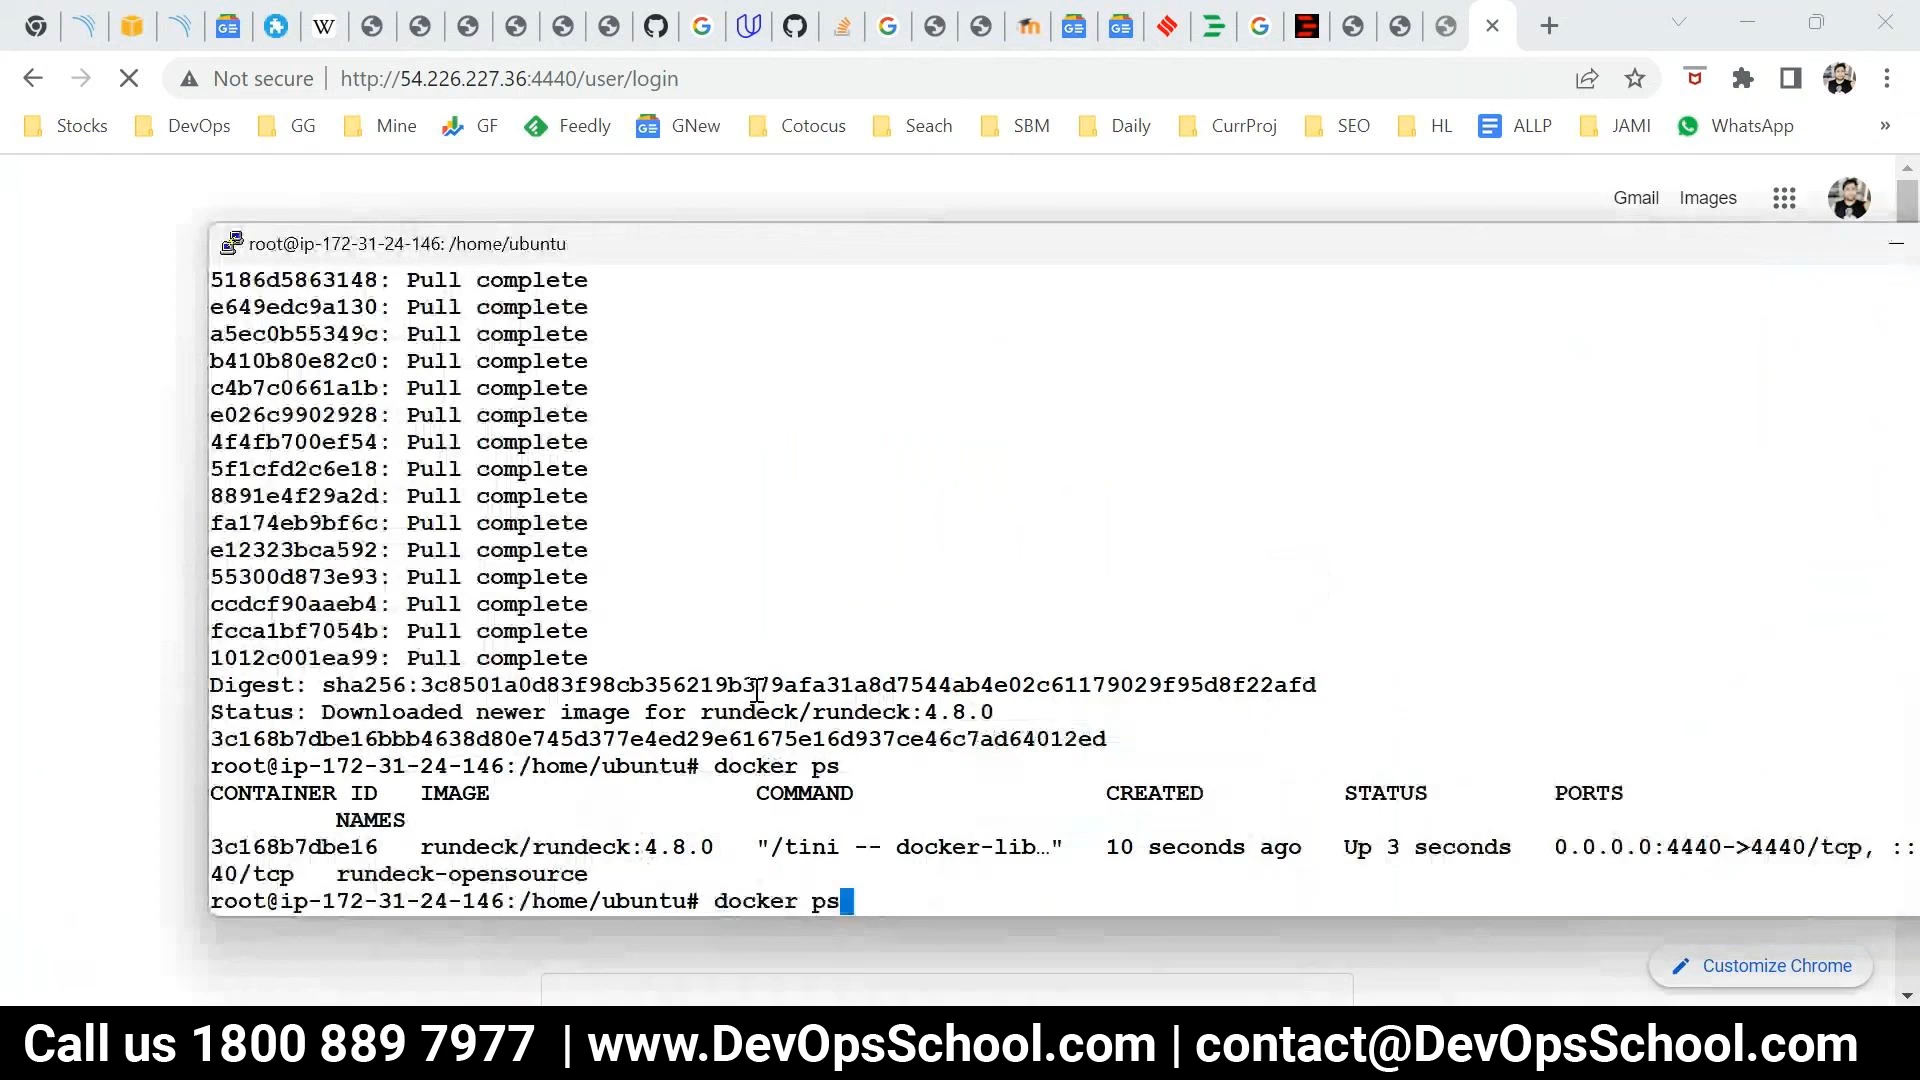 Not secure | http://54.226.227.36:4440/user/login
Stocks DevOps GG Mine GF Feedly GNew Cotocus Seach SBM Daily CurrProj SEO HL ALLP JAMI WhatsApp »
Gmail Images
root@ip-172-31-24-146: /home/ubuntu
5186d5863148: Pull complete
e649edc9a130: Pull complete
a5ec0b55349c: Pull complete
b410b80e82c0: Pull complete
c4b7c0661a1b: Pull complete
e026c9902928: Pull complete
4f4fb700ef54: Pull complete
5f1cfd2c6e18: Pull complete
8891e4f29a2d: Pull complete
fa174eb9bf6c: Pull complete
e12323bca592: Pull complete
55300d873e93: Pull complete
ccdcf90aaeb4: Pull complete
fcca1bf7054b: Pull complete
1012c001ea99: Pull complete
Digest: sha256:3c8501a0d83f98cb356219b379afa31a8d7544ab4e02c61179029f95d8f22afd
Status: Downloaded newer image for rundeck/rundeck:4.8.0
3c168b7dbe16bbb4638d80e745d377e4ed29e61675e16d937ce46c7ad64012ed
root@ip-172-31-24-146:/home/ubuntu# docker ps
CONTAINER ID IMAGE COMMAND CREATED STATUS PORTS
NAMES
3c168b7dbe16 rundeck/rundeck:4.8.0 "/tini -- docker-lib…" 10 seconds ago Up 3 seconds 0.0.0.0:4440->4440/tcp, ::
40/tcp rundeck-opensource
root@ip-172-31-24-146:/home/ubuntu# docker ps
Customize Chrome
Call us 1800 889 7977 | www.DevOpsSchool.com | contact@DevOpsSchool.com